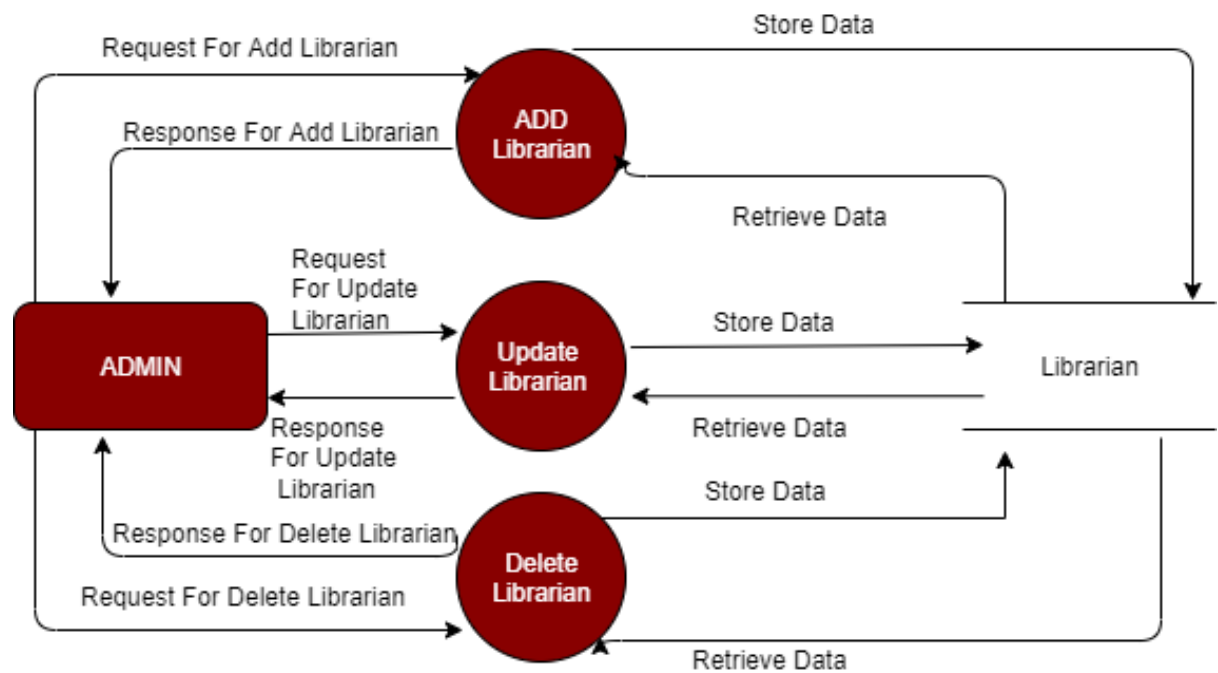 Store Data
Request For Add Librarian
ADD
Librarian
Response For Add Librarian
Retrieve Data
Request
For Update
Librarian
Store Data
ADMIN
Update
Librarian
Librarian
Response
For Update
Librarian
Retrieve Data
Store Data
Response For Delete Librarian
Delete
Librarian
Request For Delete Librarian
Retrieve Data